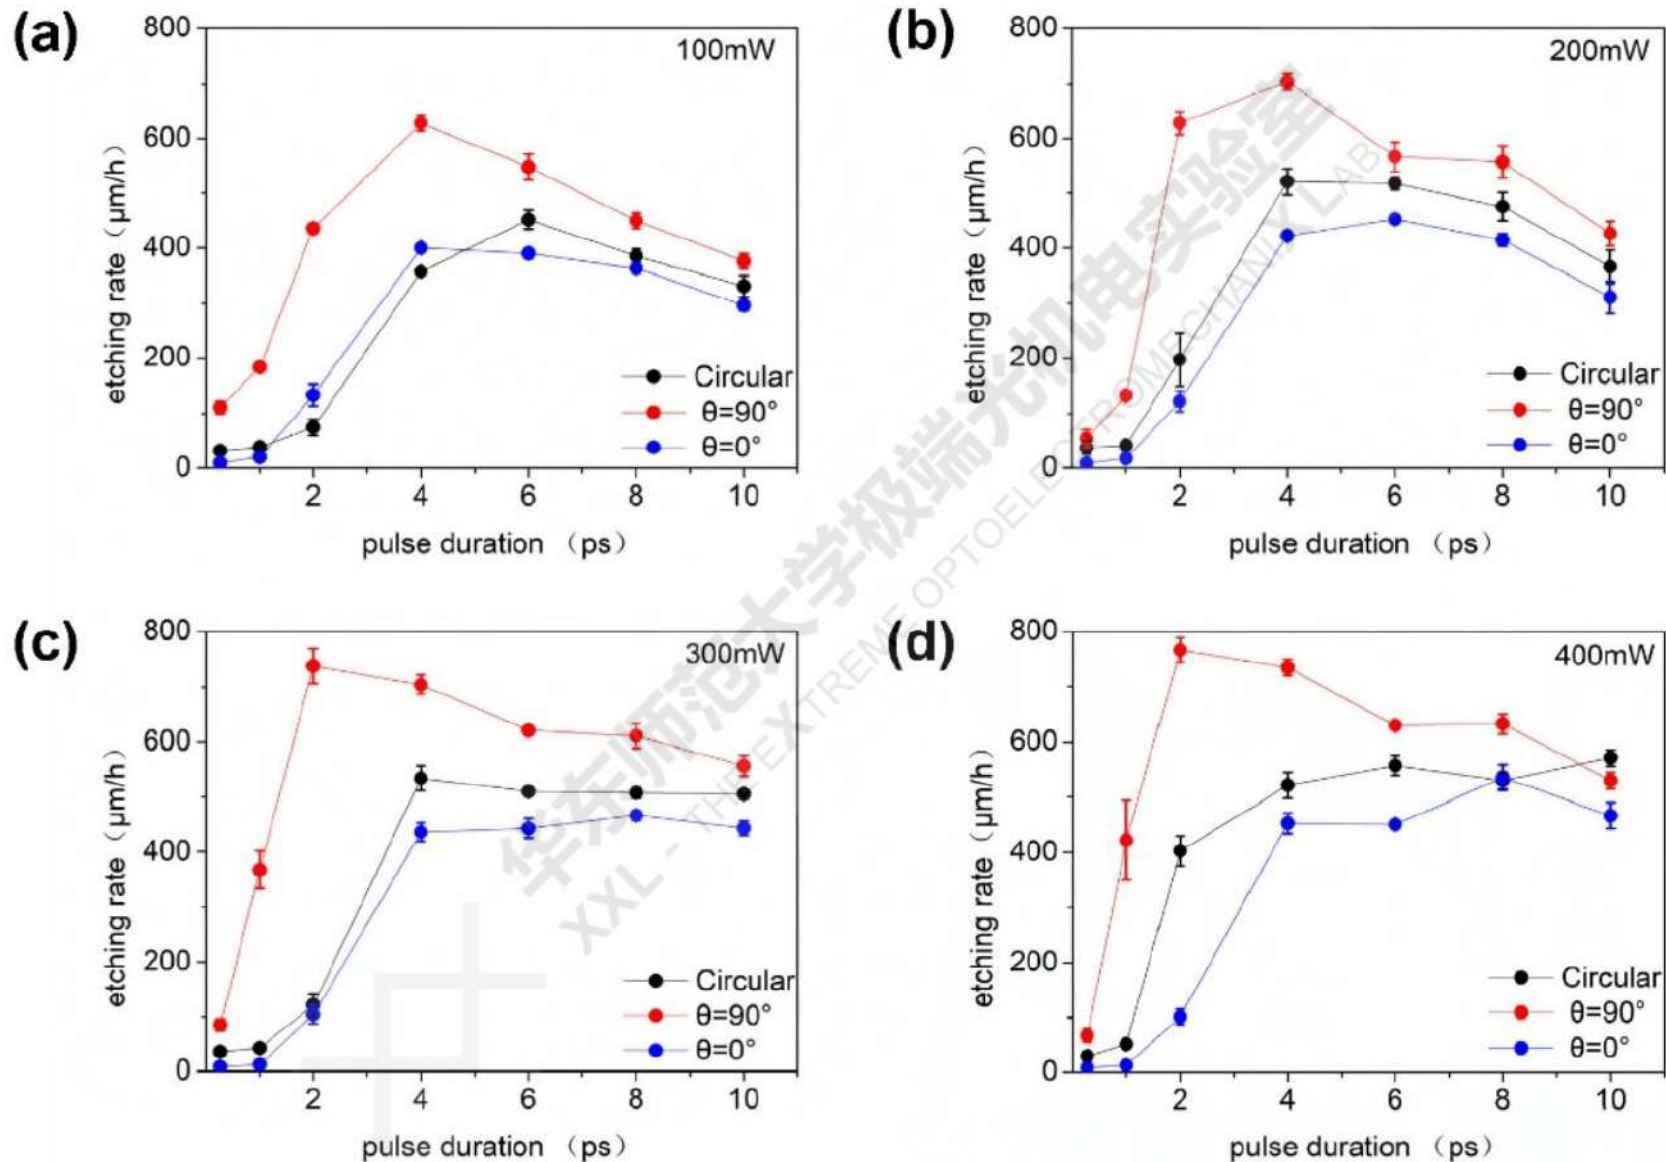 (a)
100mW
800
600
400
200
0
etching rate（μm/h）
Circular
θ=90°
θ=0°
2 4 6 8 10
pulse duration （ps）
(b)
200mW
800
600
400
200
0
etching rate（μm/h）
Circular
θ=90°
θ=0°
2 4 6 8 10
pulse duration （ps）
(c)
300mW
800
600
400
200
0
etching rate（μm/h）
Circular
θ=90°
θ=0°
2 4 6 8 10
pulse duration （ps）
(d)
400mW
800
600
400
200
0
etching rate（μm/h）
Circular
θ=90°
θ=0°
2 4 6 8 10
pulse duration （ps）
华东师范大学极端光机电实验室
XXL - THE EXTREME OPTOELECTROMECHANIX LAB